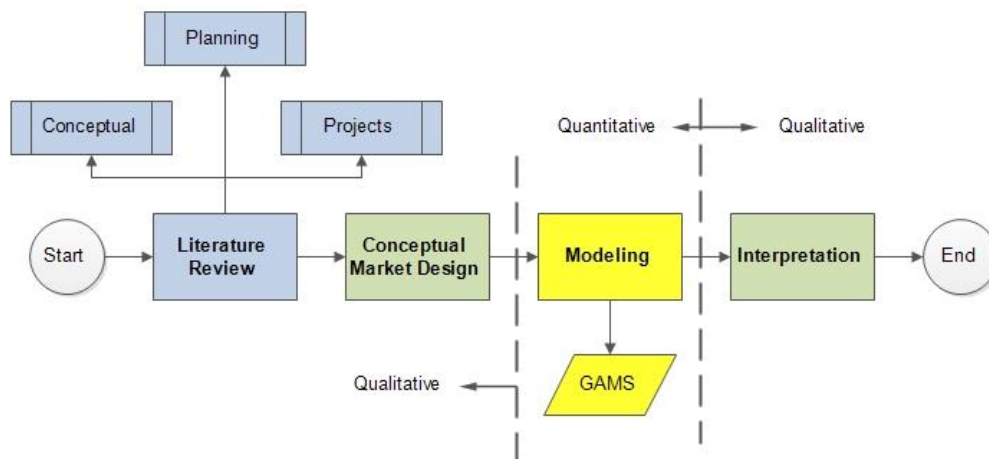 Planning
Conceptual
Projects
Quantitative
Qualitative
Start
Literature
Review
Conceptual
Market Design
Modeling
Interpretation
End
Qualitative
GAMS